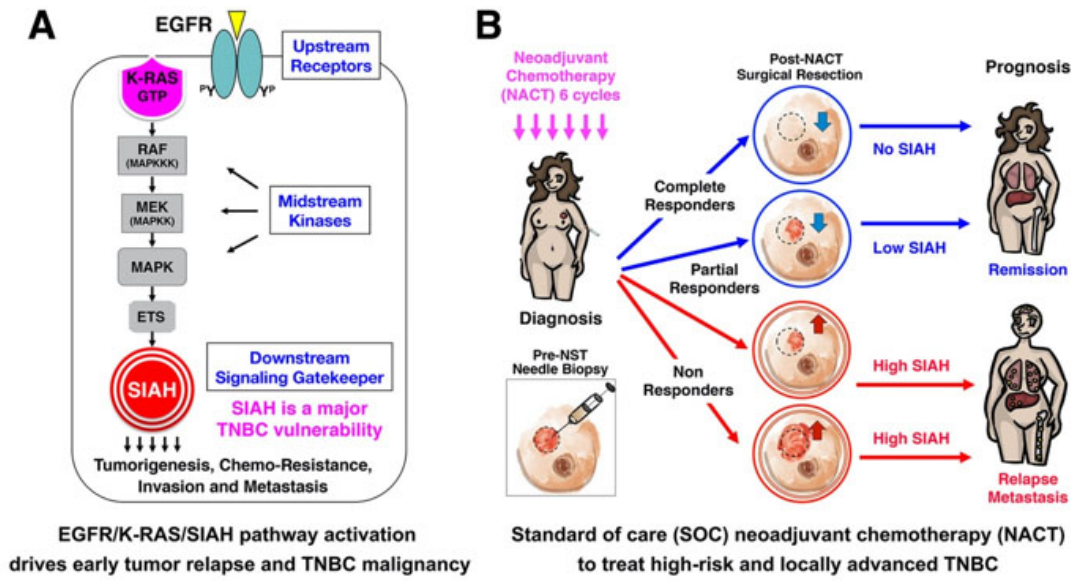 A
EGFR
Upstream
Receptors
K-RAS
GTP
PY
YP
RAF
(MAPKKK)
MEK
(MAPKK)
Midstream
Kinases
MAPK
ETS
SIAH
Downstream
Signaling Gatekeeper
SIAH is a major
TNBC vulnerability
Tumorigenesis, Chemo-Resistance,
Invasion and Metastasis
EGFR/K-RAS/SIAH pathway activation
drives early tumor relapse and TNBC malignancy
B
Neoadjuvant
Chemotherapy
(NACT) 6 cycles
Post-NACT
Surgical Resection
Prognosis
Complete
Responders
No SIAH
Partial
Responders
Low SIAH
Remission
Diagnosis
Pre-NST
Needle Biopsy
Non
Responders
High SIAH
High SIAH
Relapse
Metastasis
Standard of care (SOC) neoadjuvant chemotherapy (NACT)
to treat high-risk and locally advanced TNBC